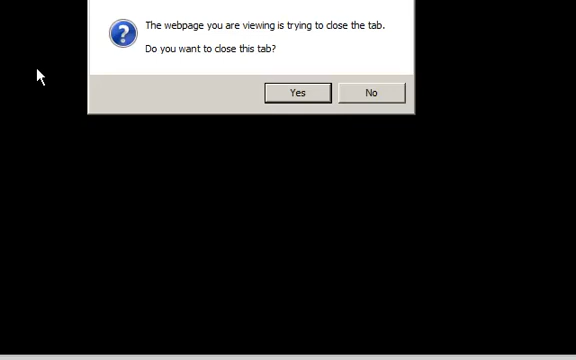 The webpage you are viewing is trying to close the tab.
Do you want to close this tab?
Yes
No